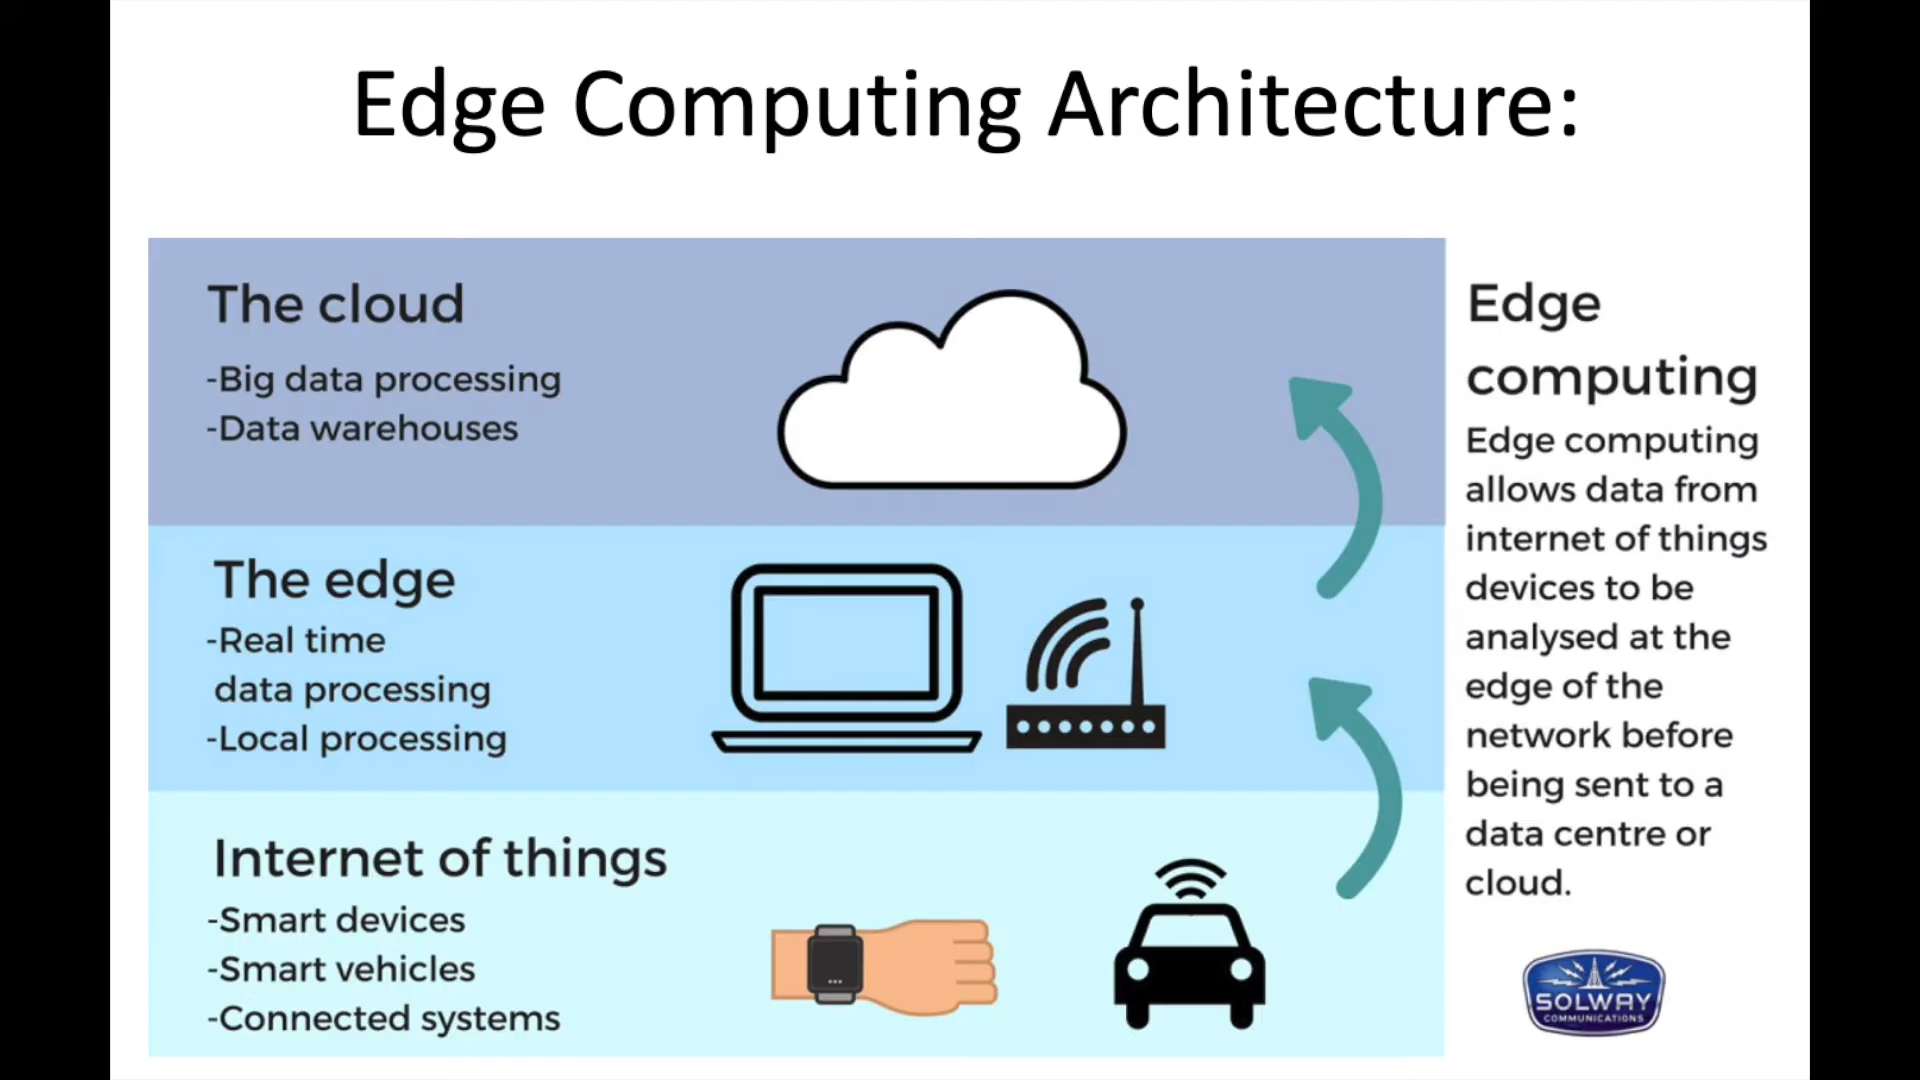 Edge Computing Architecture:
The cloud
-Big data processing
-Data warehouses
The edge
-Real time
data processing
-Local processing
Internet of things
-Smart devices
-Smart vehicles
-Connected systems
Edge
computing
Edge computing
allows data from
internet of things
devices to be
analysed at the
edge of the
network before
being sent to a
data centre or
cloud.
SOLWAY
COMMUNICATIONS